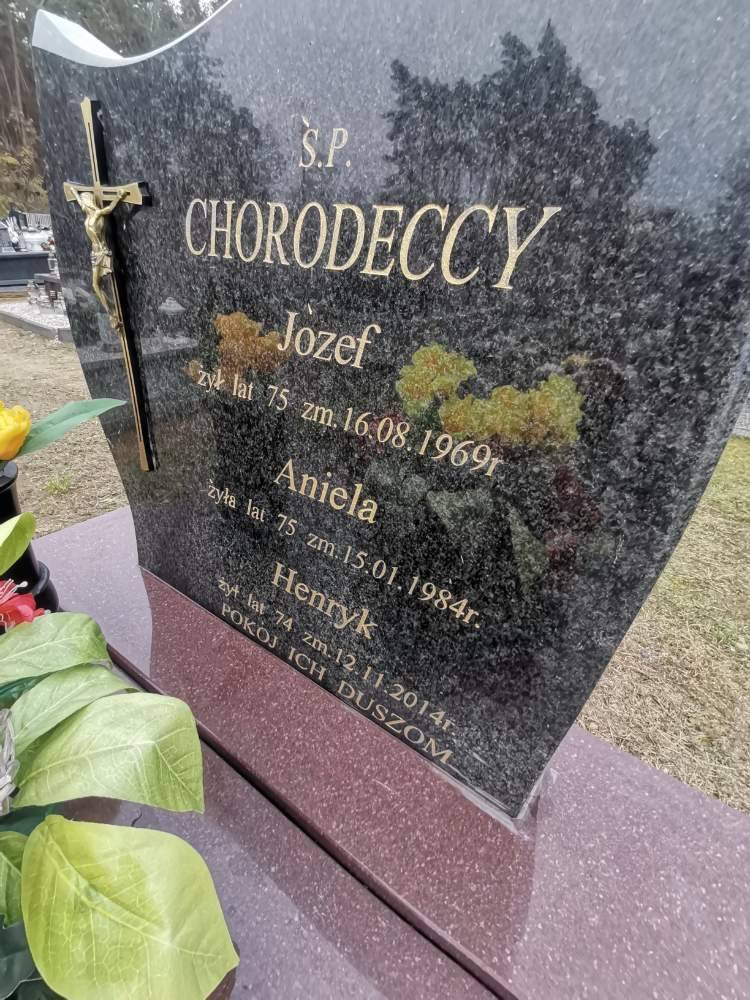 Ś.P.
CHORODECCY
Józef
żył lat 75 zm.16.08.1969r
Aniela
żyła lat 75 zm.15.01.1984r.
Henryk
żył lat 74 zm.12.11.2014r.
POKÓJ ICH DUSZOM